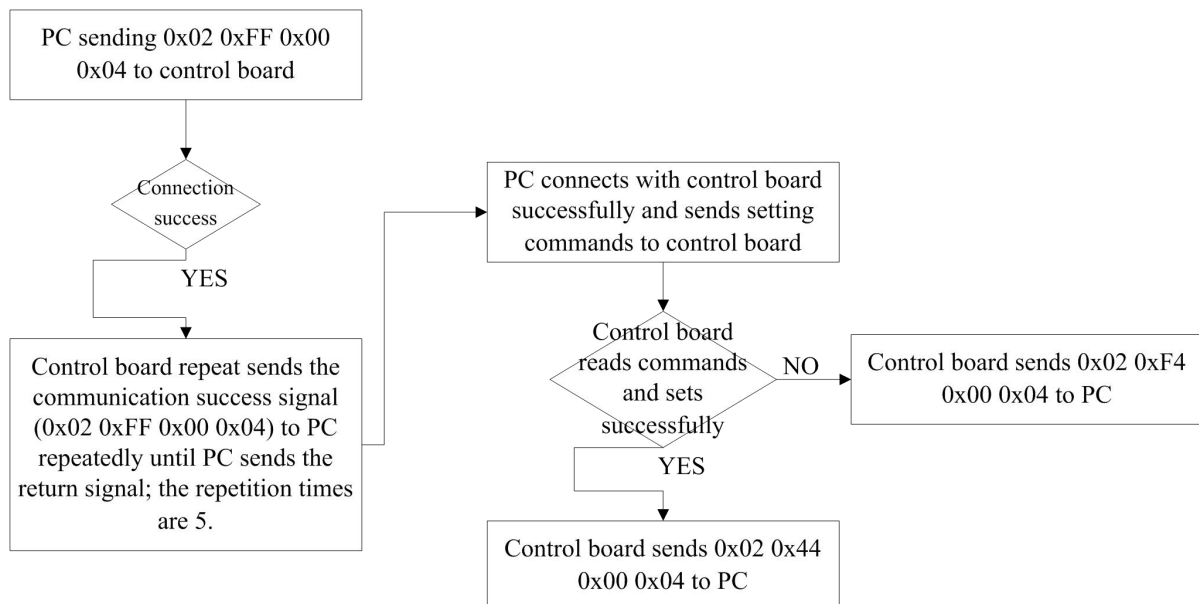 PC sending 0x02 0xFF 0x00
0x04 to control board
Connection
success
YES
Control board repeat sends the
communication success signal
(0x02 0xFF 0x00 0x04) to PC
repeatedly until PC sends the
return signal; the repetition times
are 5.
PC connects with control board
successfully and sends setting
commands to control board
Control board
reads commands
and sets
successfully
NO
Control board sends 0x02 0xF4
0x00 0x04 to PC
YES
Control board sends 0x02 0x44
0x00 0x04 to PC